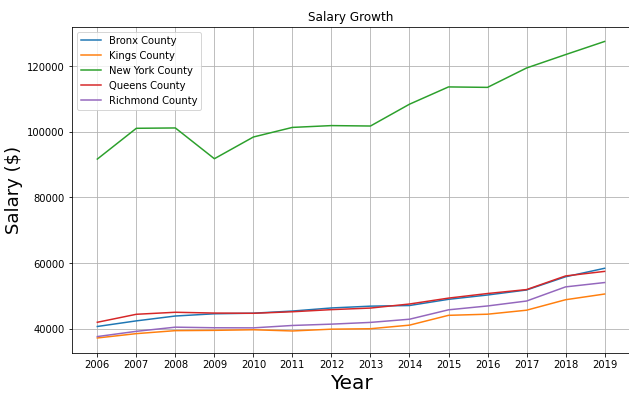 Salary Growth
Bronx County
Kings County
New York County
Queens County
Richmond County
120000
100000
80000
60000
40000
Salary ($)
2006 2007 2008 2009 2010 2011 2012 2013 2014 2015 2016 2017 2018 2019
Year